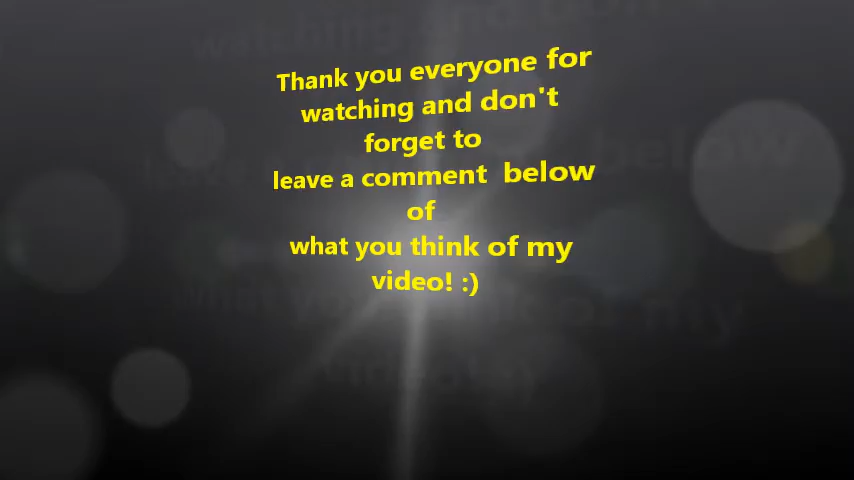 Thank you everyone for
watching and don't
forget to
leave a comment below
of
what you think of my
video! :)